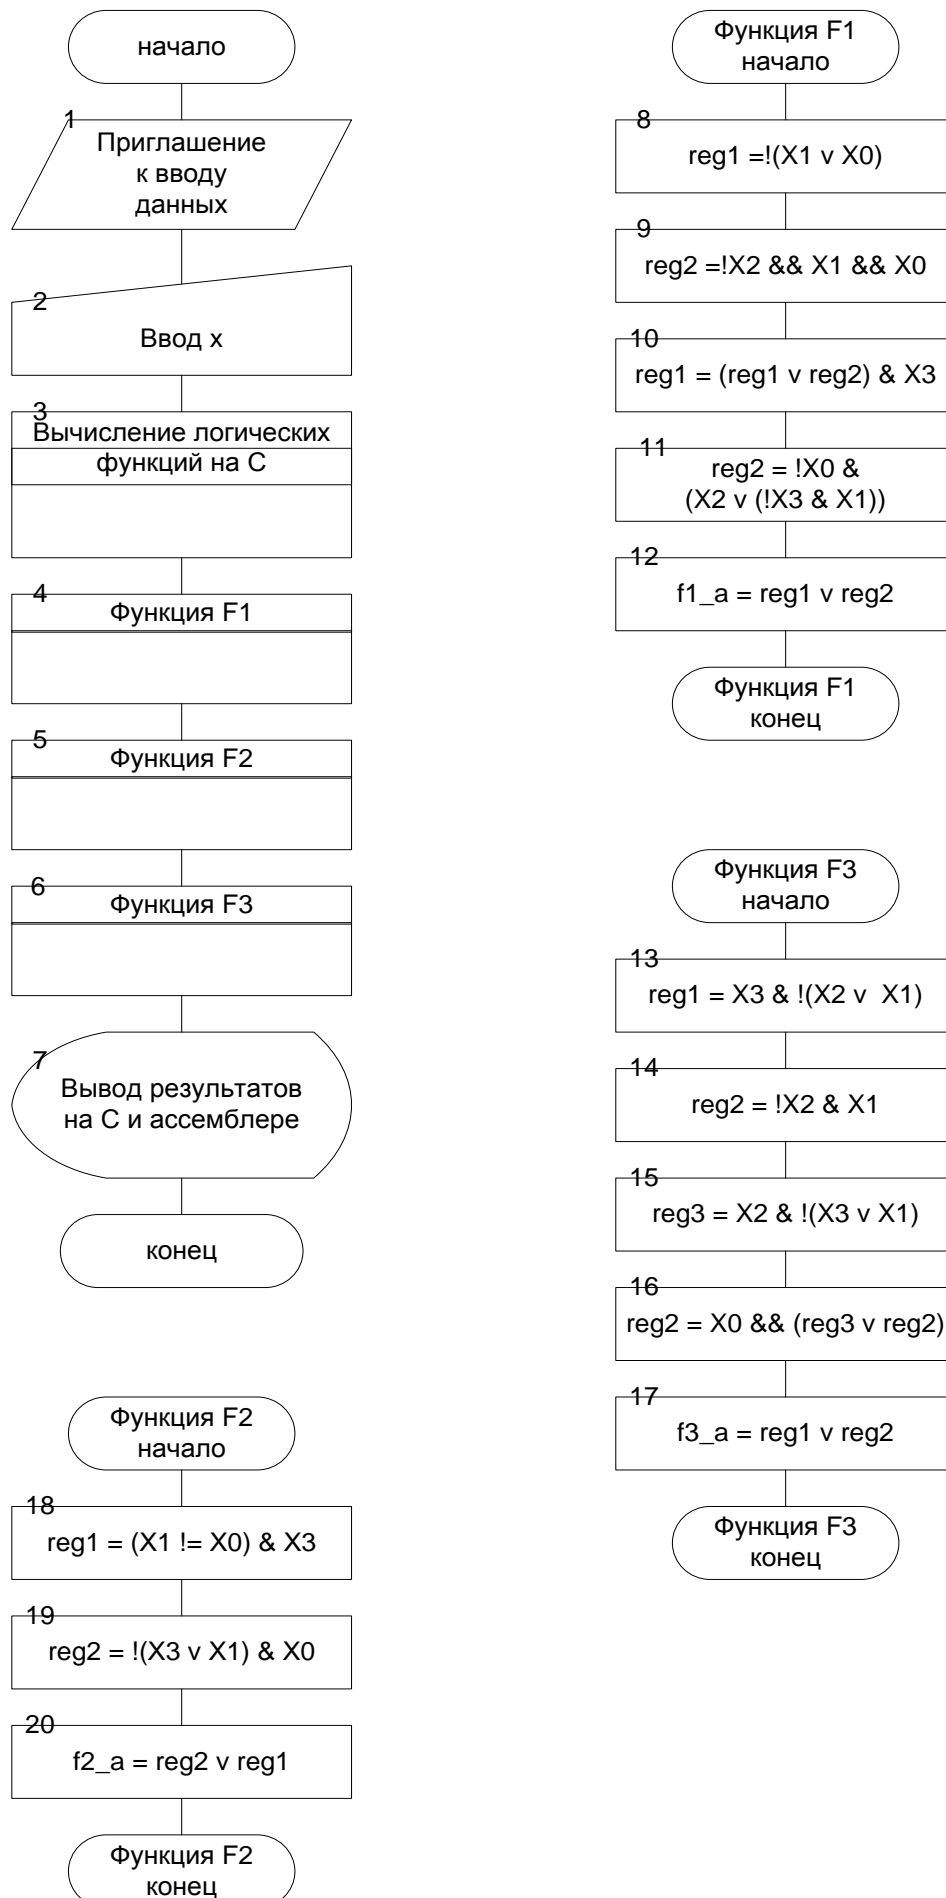 начало
1
Приглашение
к вводу
данных
2
Ввод x
3
Вычисление логических
функций на С
4
Функция F1
5
Функция F2
6
Функция F3
7
Вывод результатов
на С и ассемблере
конец
Функция F2
начало
18
reg1 = (X1 != X0) & X3
19
reg2 = !(X3 v X1) & X0
20
f2_a = reg2 v reg1
Функция F2
конец
Функция F1
начало
8
reg1 =!(X1 v X0)
9
reg2 =!X2 && X1 && X0
10
reg1 = (reg1 v reg2) & X3
11
reg2 = !X0 &
(X2 v (!X3 & X1))
12
f1_a = reg1 v reg2
Функция F1
конец
Функция F3
начало
13
reg1 = X3 & !(X2 v  X1)
14
reg2 = !X2 & X1
15
reg3 = X2 & !(X3 v X1)
16
reg2 = X0 && (reg3 v reg2)
17
f3_a = reg1 v reg2
Функция F3
конец